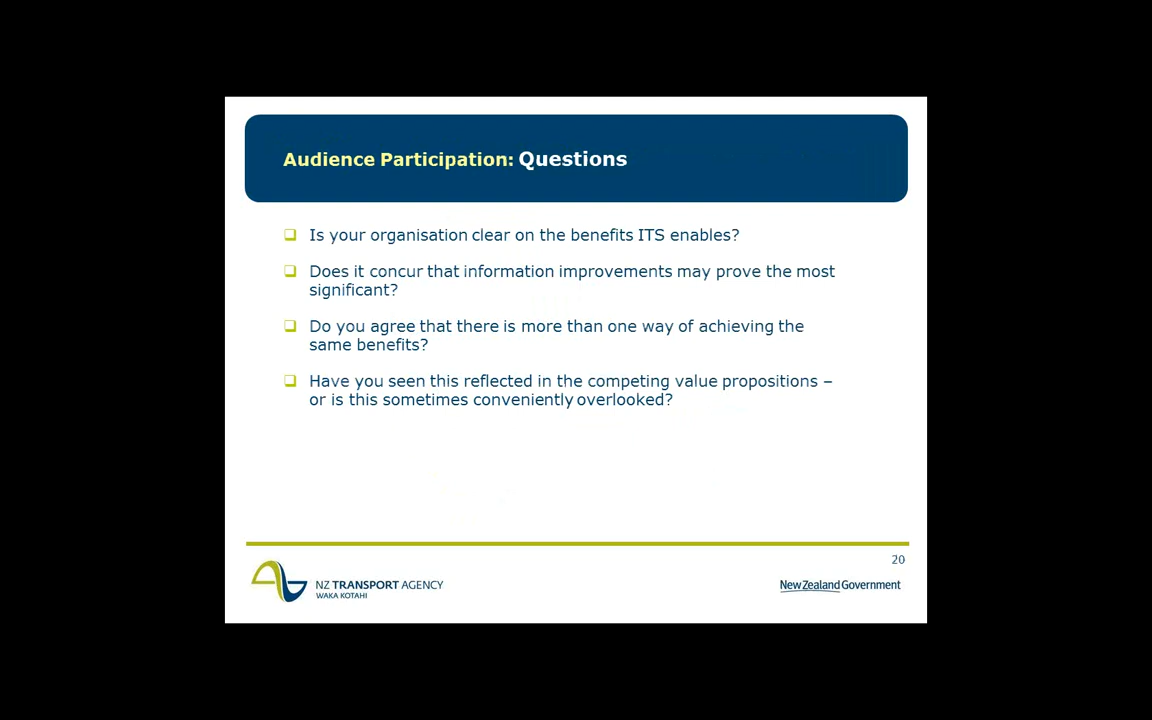 Audience Participation: Questions
Is your organisation clear on the benefits ITS enables?
Does it concur that information improvements may prove the most
significant?
Do you agree that there is more than one way of achieving the
same benefits?
Have you seen this reflected in the competing value propositions –
or is this sometimes conveniently overlooked?
20
NZ TRANSPORT AGENCY
WAKA KOTAHI
New Zealand Government